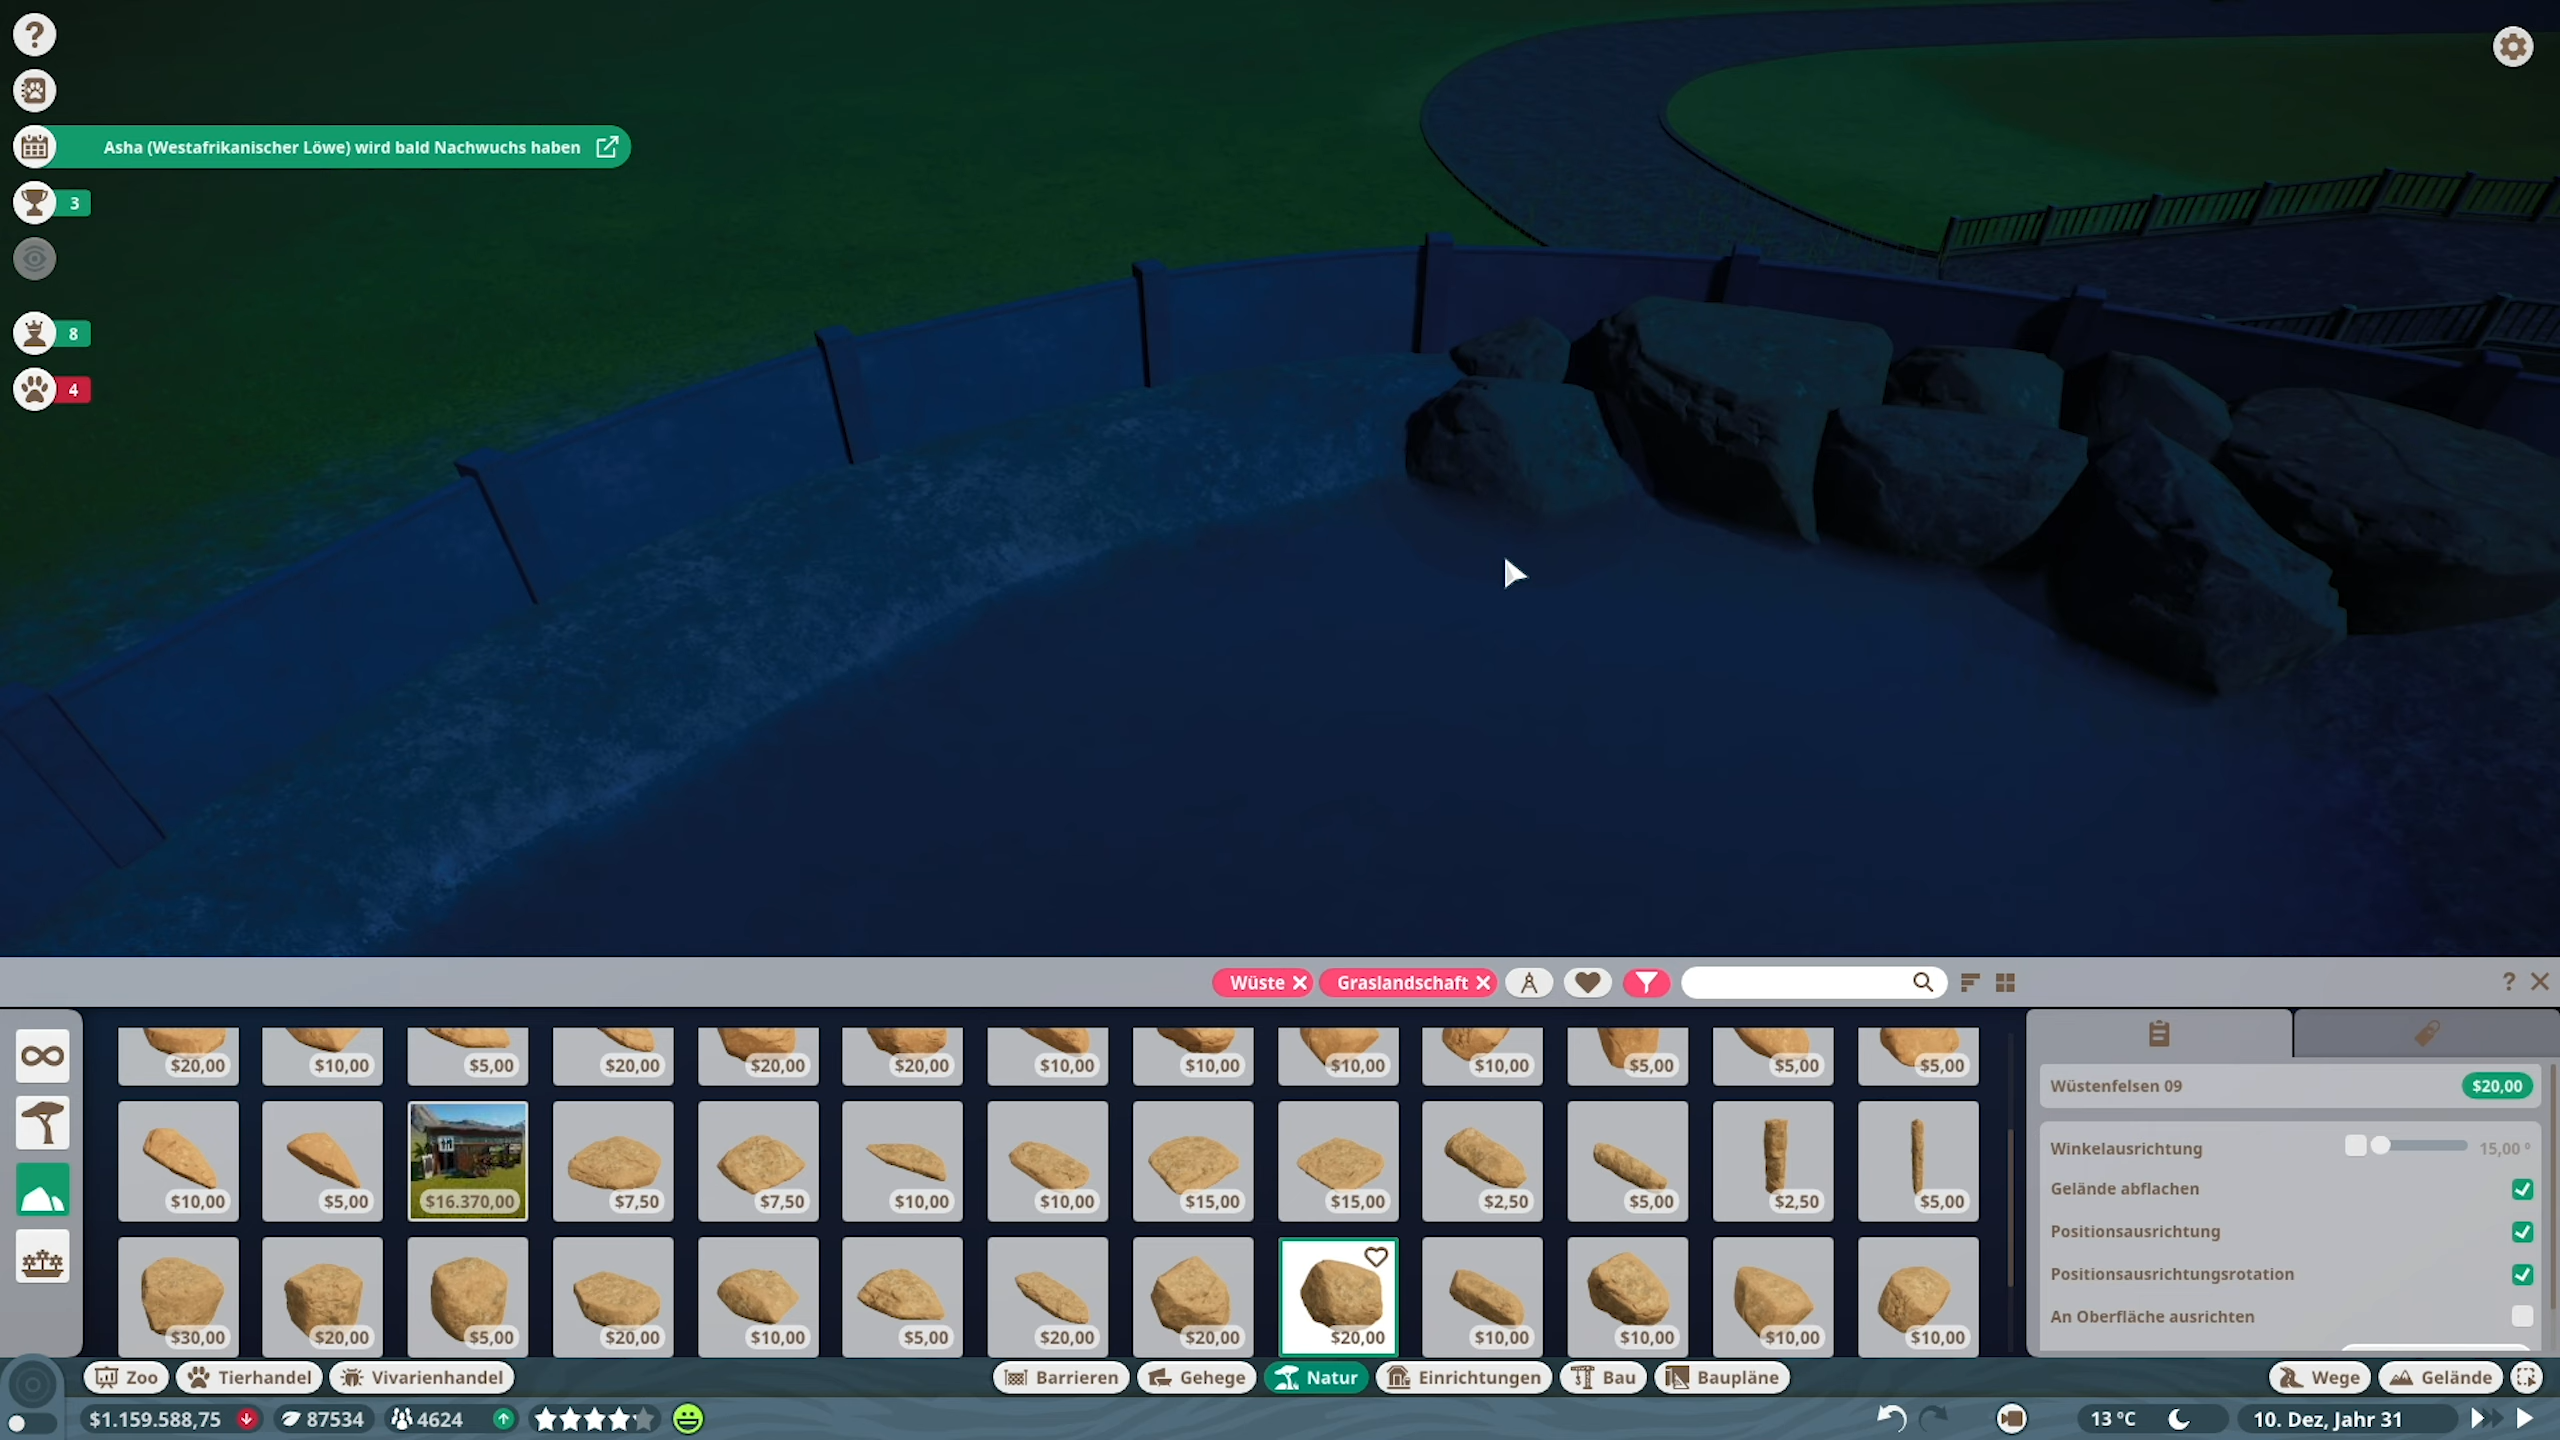 ?
Asha (Westafrikanischer Löwe) wird bald Nachwuchs haben
3
8
4
Wüste Graslandschaft
?
$20,00 $10,00 $5,00 $20,00 $20,00 $20,00 $10,00 $10,00 $10,00 $10,00 $5,00 $5,00 $5,00
$10,00 $5,00 $16.370,00 $7,50 $7,50 $10,00 $10,00 $15,00 $15,00 $2,50 $5,00 $2,50 $5,00
$30,00 $20,00 $5,00 $20,00 $10,00 $5,00 $20,00 $20,00 $20,00 $10,00 $10,00 $10,00 $10,00
Wüstenfelsen 09 $20,00
Winkelausrichtung 15,00 °
Gelände abflachen
Positionsausrichtung
Positionsausrichtungsrotation
An Oberfläche ausrichten
Zoo Tierhandel Vivarienhandel Barrieren Gehege Natur Einrichtungen Bau Baupläne Wege Gelände
$1.159.588,75 87534 4624 13 °C 10. Dez, Jahr 31